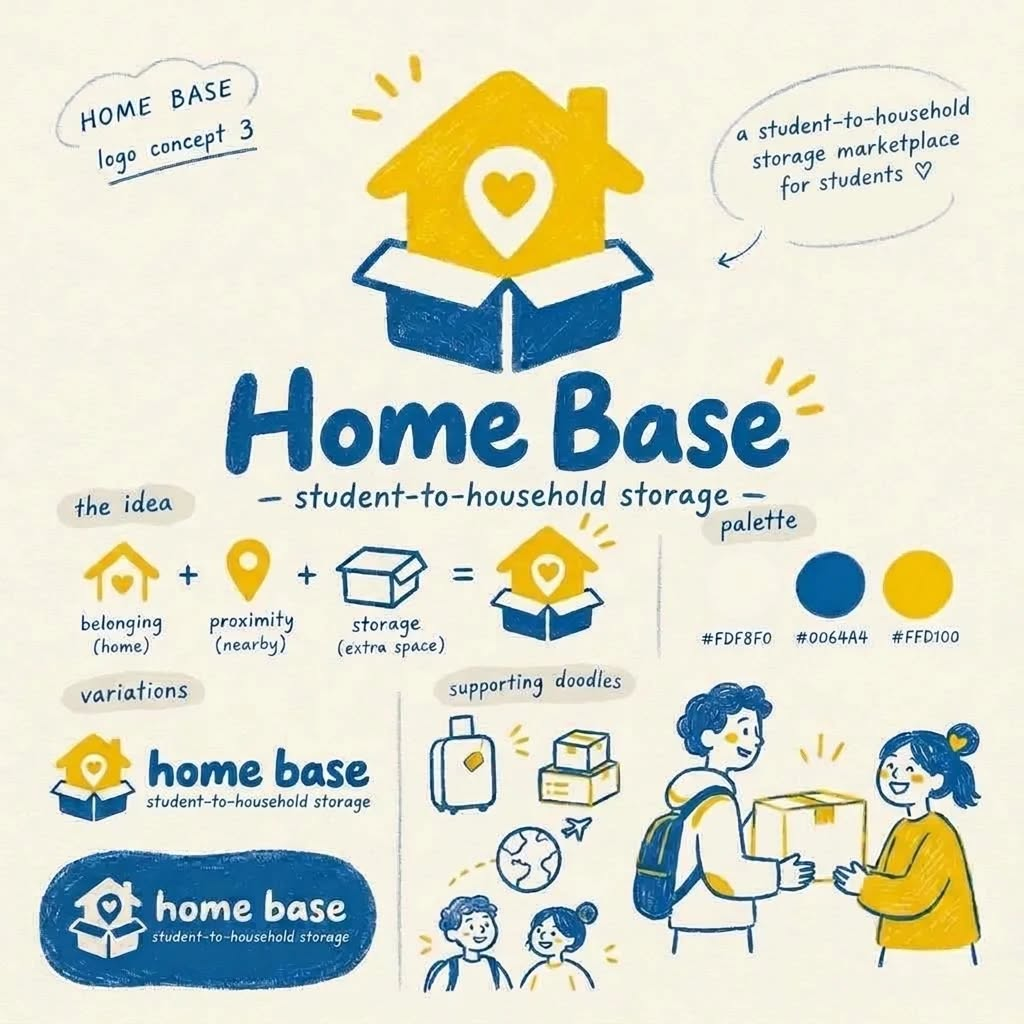 HOME BASE
logo concept 3
a student-to-household
storage marketplace
for students ♡
Home Base
– student-to-household storage –
the idea
palette
+ + =
belonging
(home)
proximity
(nearby)
storage
(extra space)
#FDF8F0 #0064A4 #FFD100
variations
supporting doodles
home base
student-to-household storage
home base
student-to-household storage